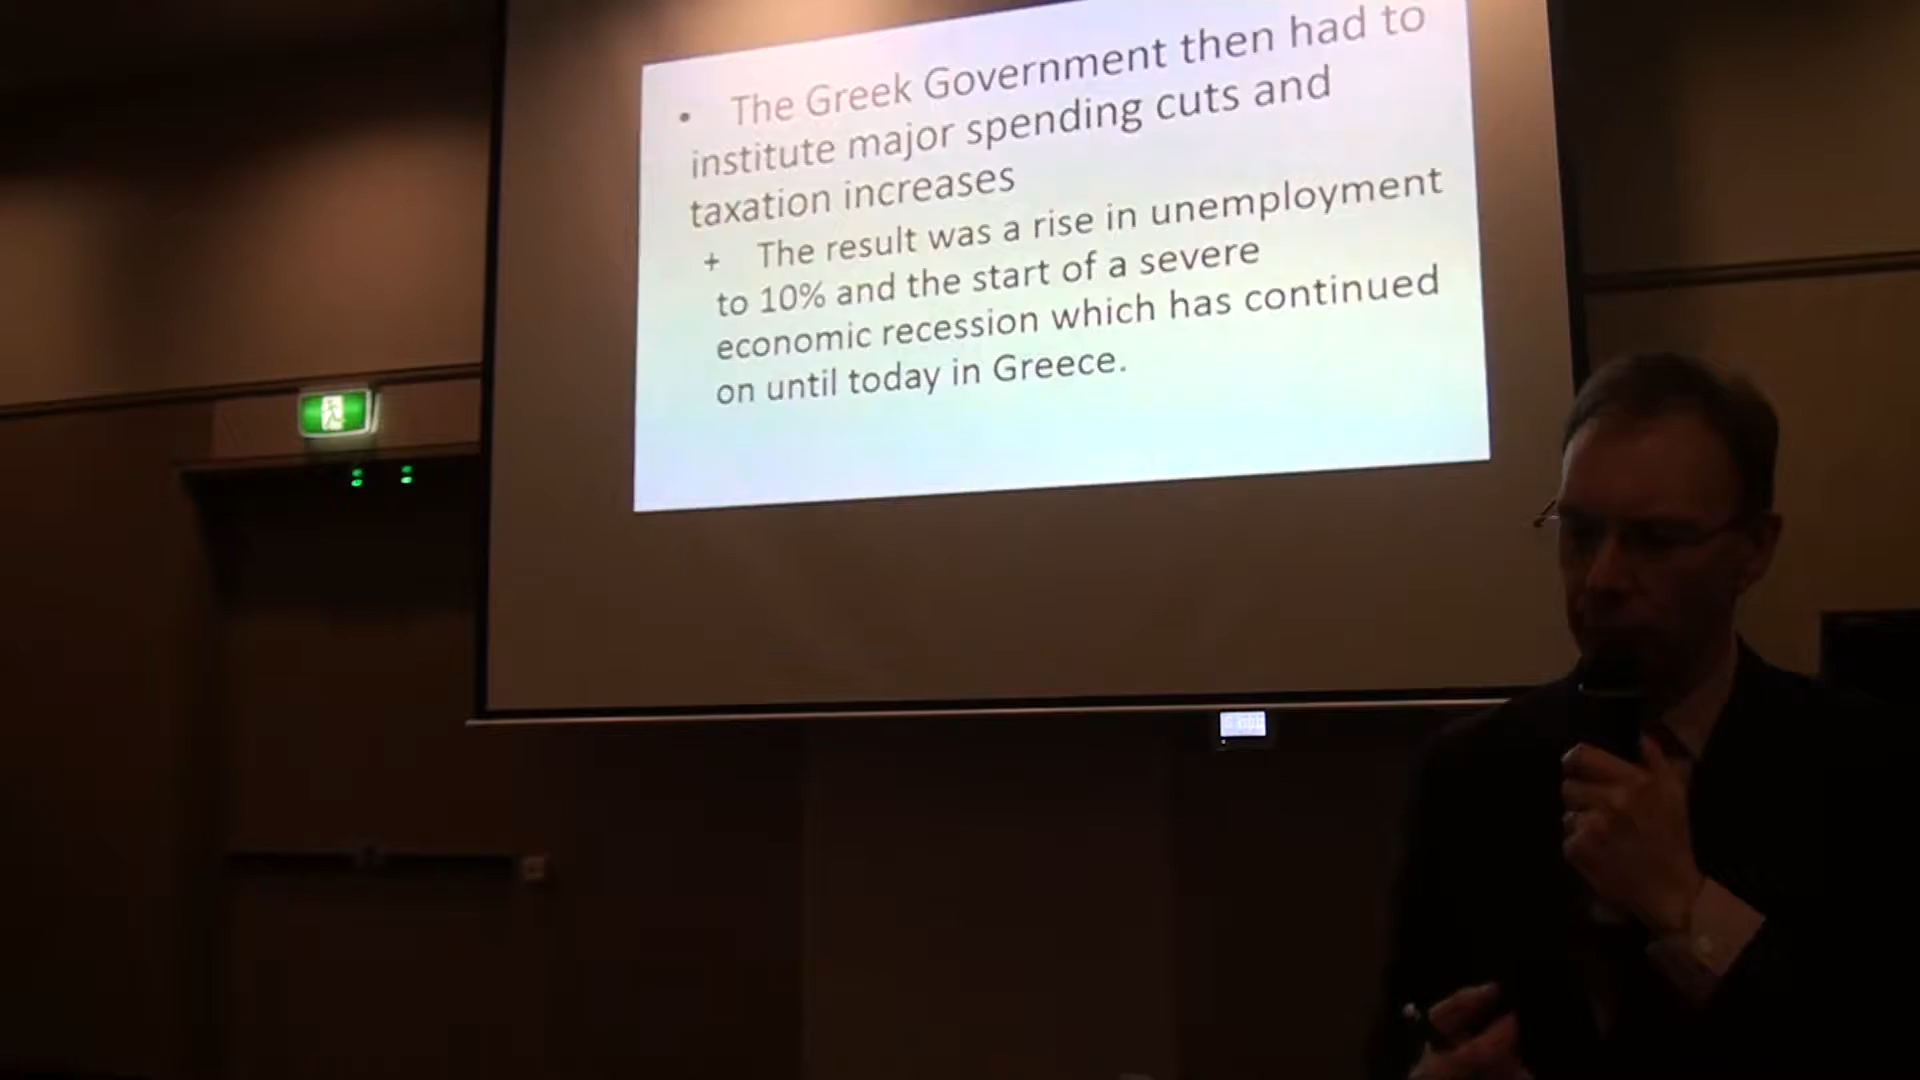 • The Greek Government then had to
institute major spending cuts and
taxation increases
+ The result was a rise in unemployment
to 10% and the start of a severe
economic recession which has continued
on until today in Greece.